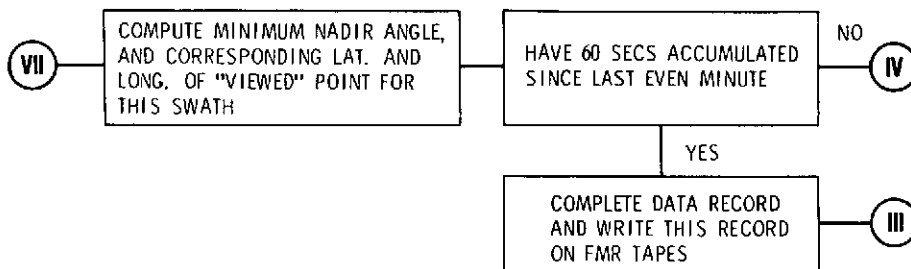 VII
COMPUTE MINIMUM NADIR ANGLE,
AND CORRESPONDING LAT. AND
LONG. OF "VIEWED" POINT FOR
THIS SWATH
HAVE 60 SECS ACCUMULATED
SINCE LAST EVEN MINUTE
NO
IV
YES
COMPLETE DATA RECORD
AND WRITE THIS RECORD
ON FMR TAPES
III